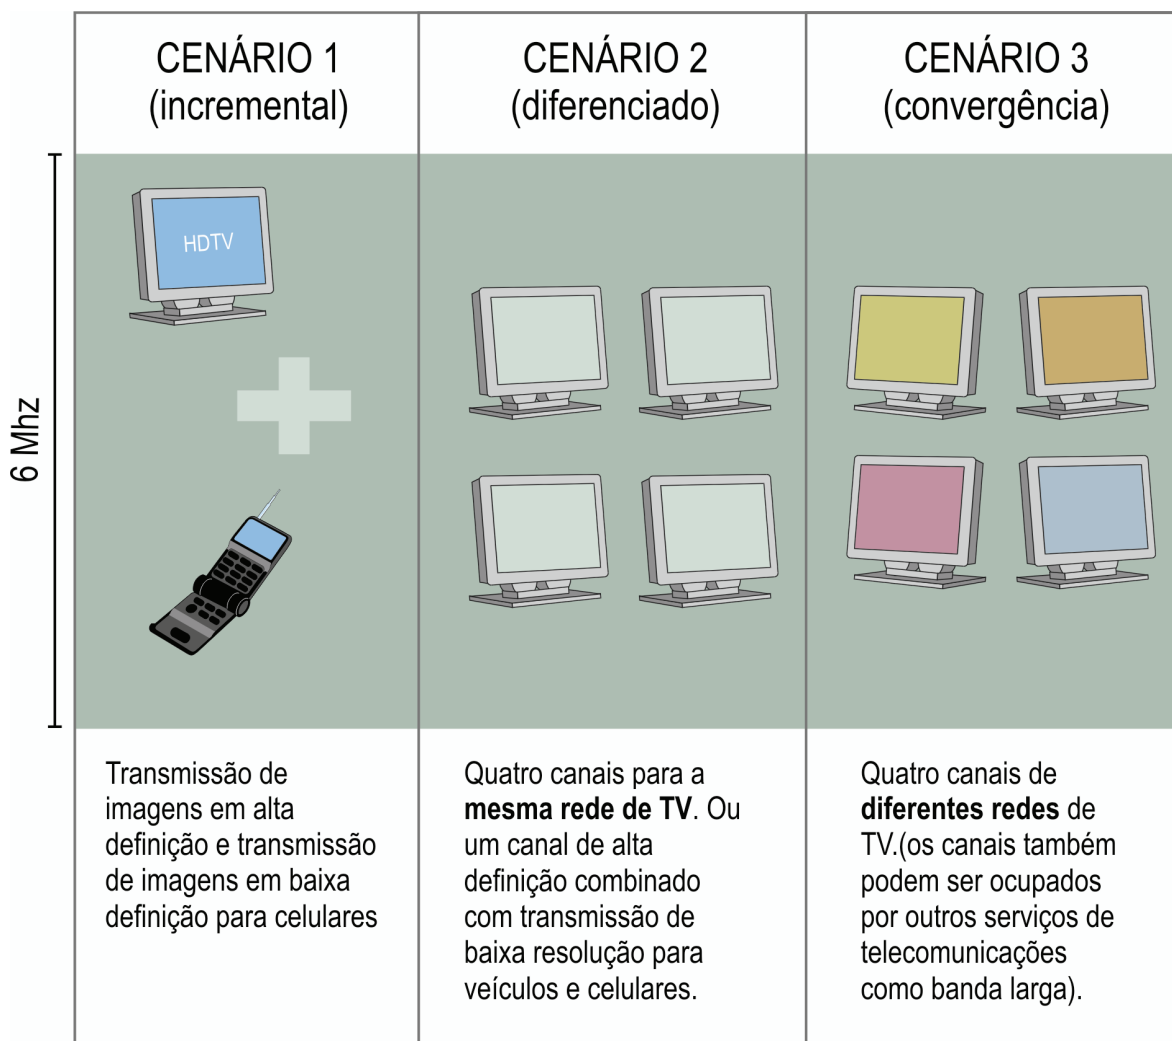 CENÁRIO 1
(incremental)
CENÁRIO 2
(diferenciado)
CENÁRIO 3
(convergência)
6 Mhz
HDTV
Transmissão de
imagens em alta
definição e transmissão
de imagens em baixa
definição para celulares
Quatro canais para a
mesma rede de TV. Ou
um canal de alta
definição combinado
com transmissão de
baixa resolução para
veículos e celulares.
Quatro canais de
diferentes redes de
TV.(os canais também
podem ser ocupados
por outros serviços de
telecomunicações
como banda larga).